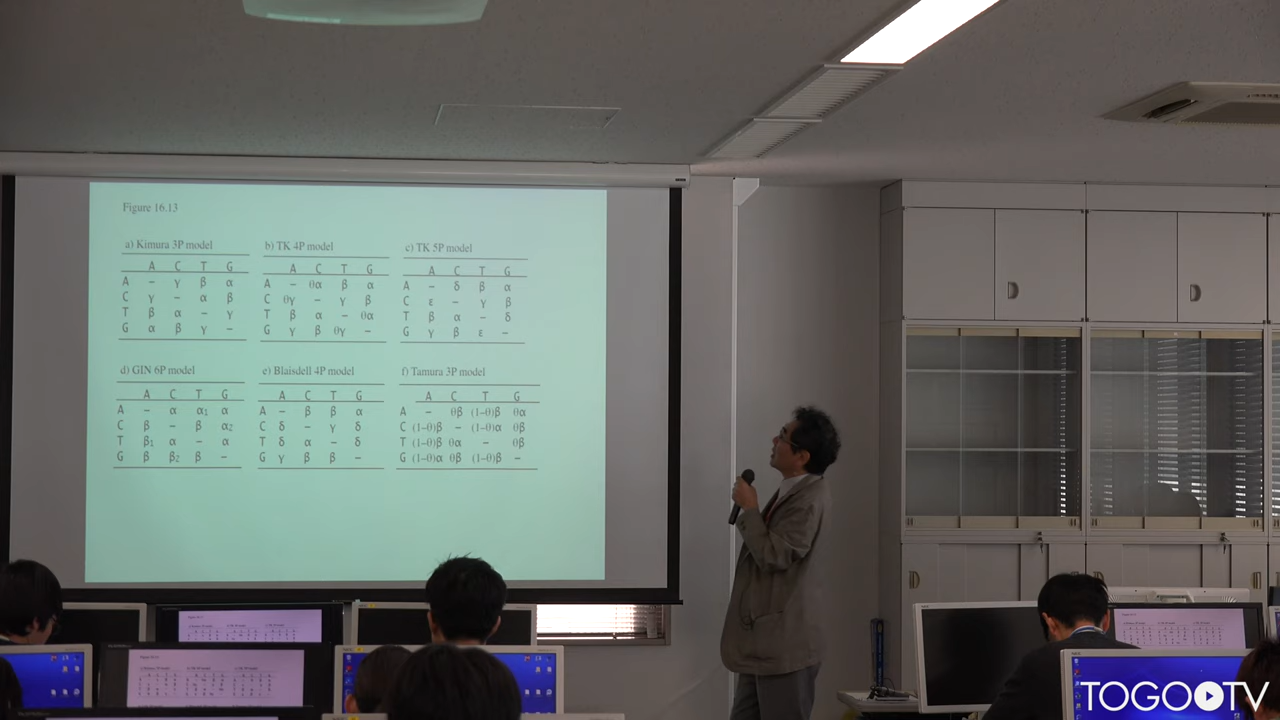 Figure 16.13
a) Kimura 3P model
A C T G
A – γ β α
C γ – α β
T β α – γ
G α β γ –
b) TK 4P model
A C T G
A – θα β α
C θγ – γ β
T β α – θα
G γ β θγ –
c) TK 5P model
A C T G
A – δ β α
C ε – γ β
T β α – δ
G γ β ε –
d) GIN 6P model
A C T G
A – α α₁ α
C β – β α₂
T β₁ α – α
G β β₂ β –
e) Blaisdell 4P model
A C T G
A – β β α
C δ – γ δ
T δ α – δ
G γ β β –
f) Tamura 3P model
A C T G
A – θβ (1–θ)β θα
C (1–θ)β – (1–θ)α θβ
T (1–θ)β θα – θβ
G (1–θ)α θβ (1–θ)β –
TOGO TV